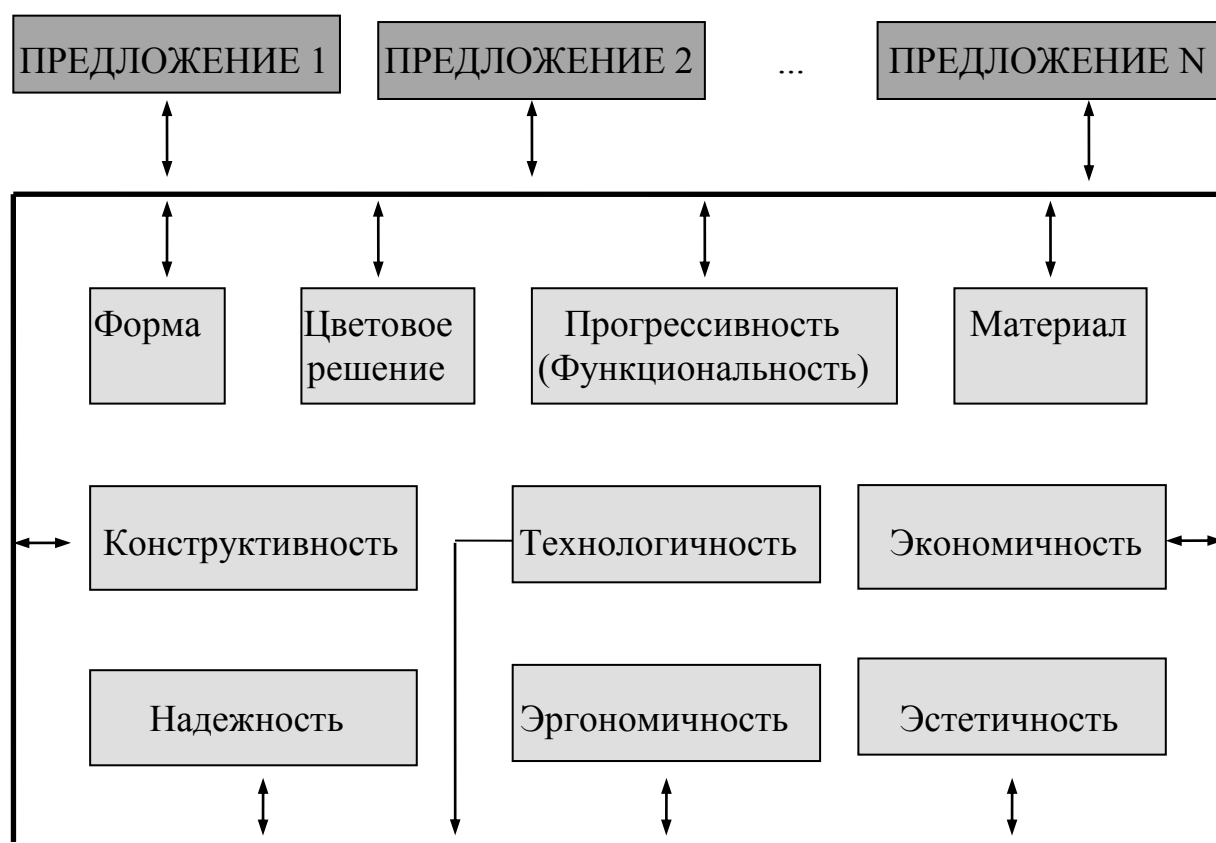 ПРЕДЛОЖЕНИЕ 1
ПРЕДЛОЖЕНИЕ 2
...
ПРЕДЛОЖЕНИЕ N
Форма
Цветовое
решение
Прогрессивность
(Функциональность)
Материал
Конструктивность
Технологичность
Экономичность
Надежность
Эргономичность
Эстетичность